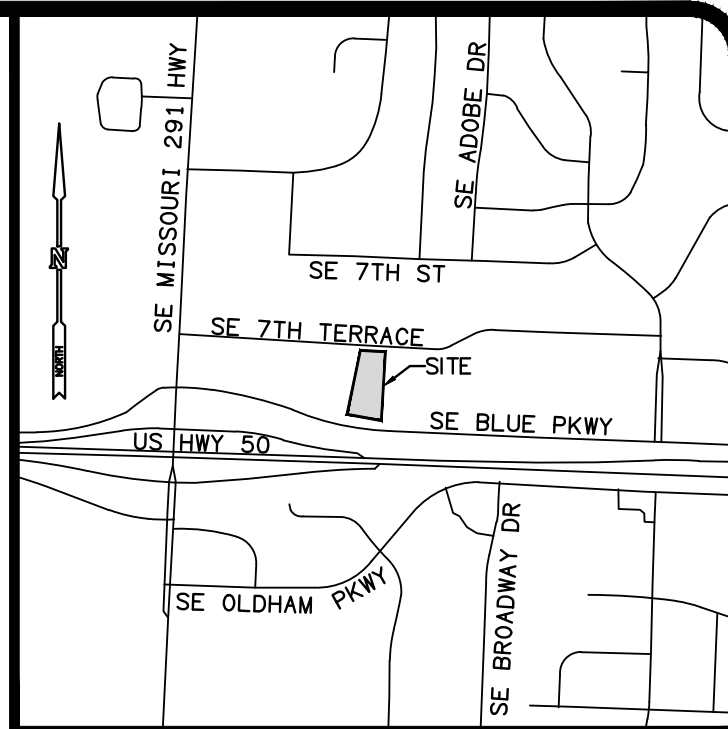 SE MISSOURI 291 HWY
SE ADOBE DR
N
NORTH
SE 7TH ST
SE 7TH TERRACE
SITE
SE BLUE PKWY
US HWY 50
SE OLDHAM PKWY
SE BROADWAY DR